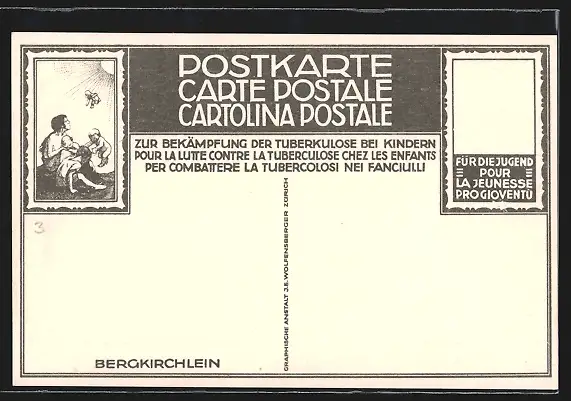 POSTKARTE
CARTE POSTALE
CARTOLINA POSTALE
ZUR BEKÄMPFUNG DER TUBERKULOSE BEI KINDERN
POUR LA LUTTE CONTRE LA TUBERCULOSE CHEZ LES ENFANTS
PER COMBATTERE LA TUBERCOLOSI NEI FANCIULLI
FÜR DIE JUGEND
POUR
LA JEUNESSE
PRO GIOVENTÙ
3
GRAPHISCHE ANSTALT J.E. WOLFENSBERGER ZÜRICH
BERGKIRCHLEIN